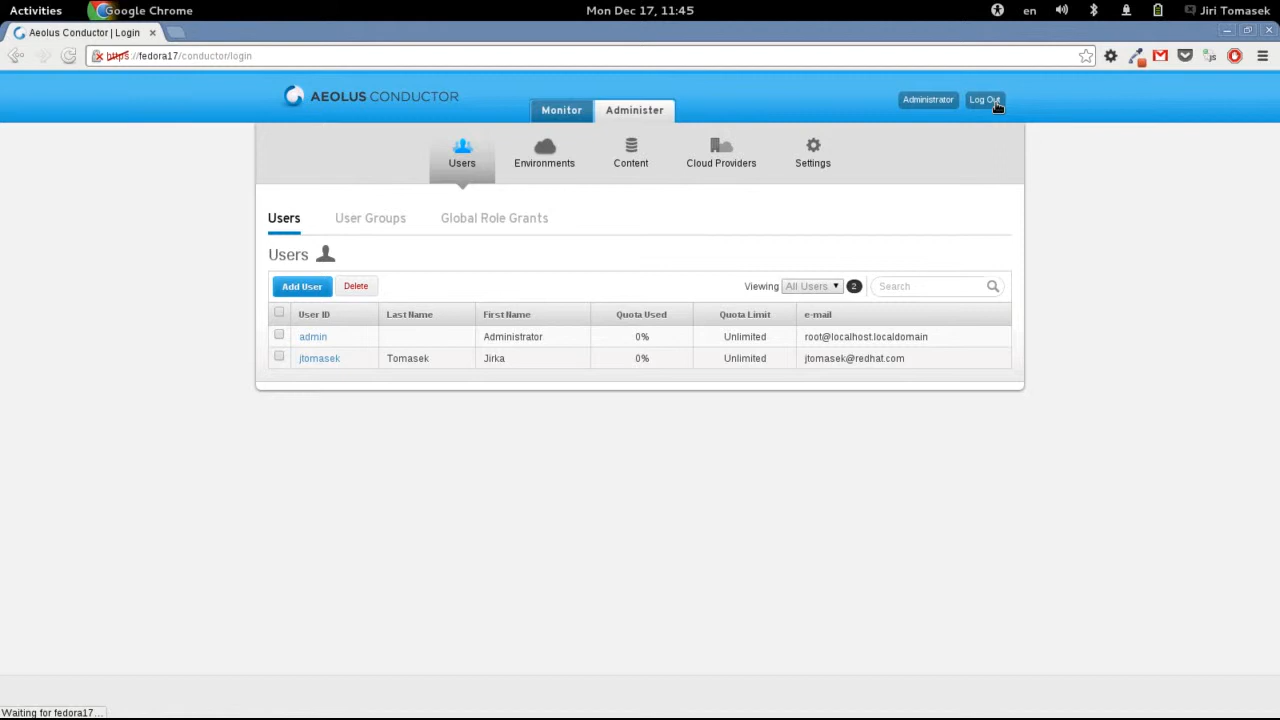 Activities Google Chrome Mon Dec 17, 11:45 en Jiri Tomasek
Aeolus Conductor | Login
https://fedora17/conductor/login
AEOLUS CONDUCTOR Monitor Administer Administrator Log Out
Users Environments Content Cloud Providers Settings
Users User Groups Global Role Grants
Users
Add User Delete Viewing All Users 2 Search
User ID Last Name First Name Quota Used Quota Limit e-mail
admin Administrator 0% Unlimited root@localhost.localdomain
jtomasek Tomasek Jirka 0% Unlimited jtomasek@redhat.com
Waiting for fedora17...